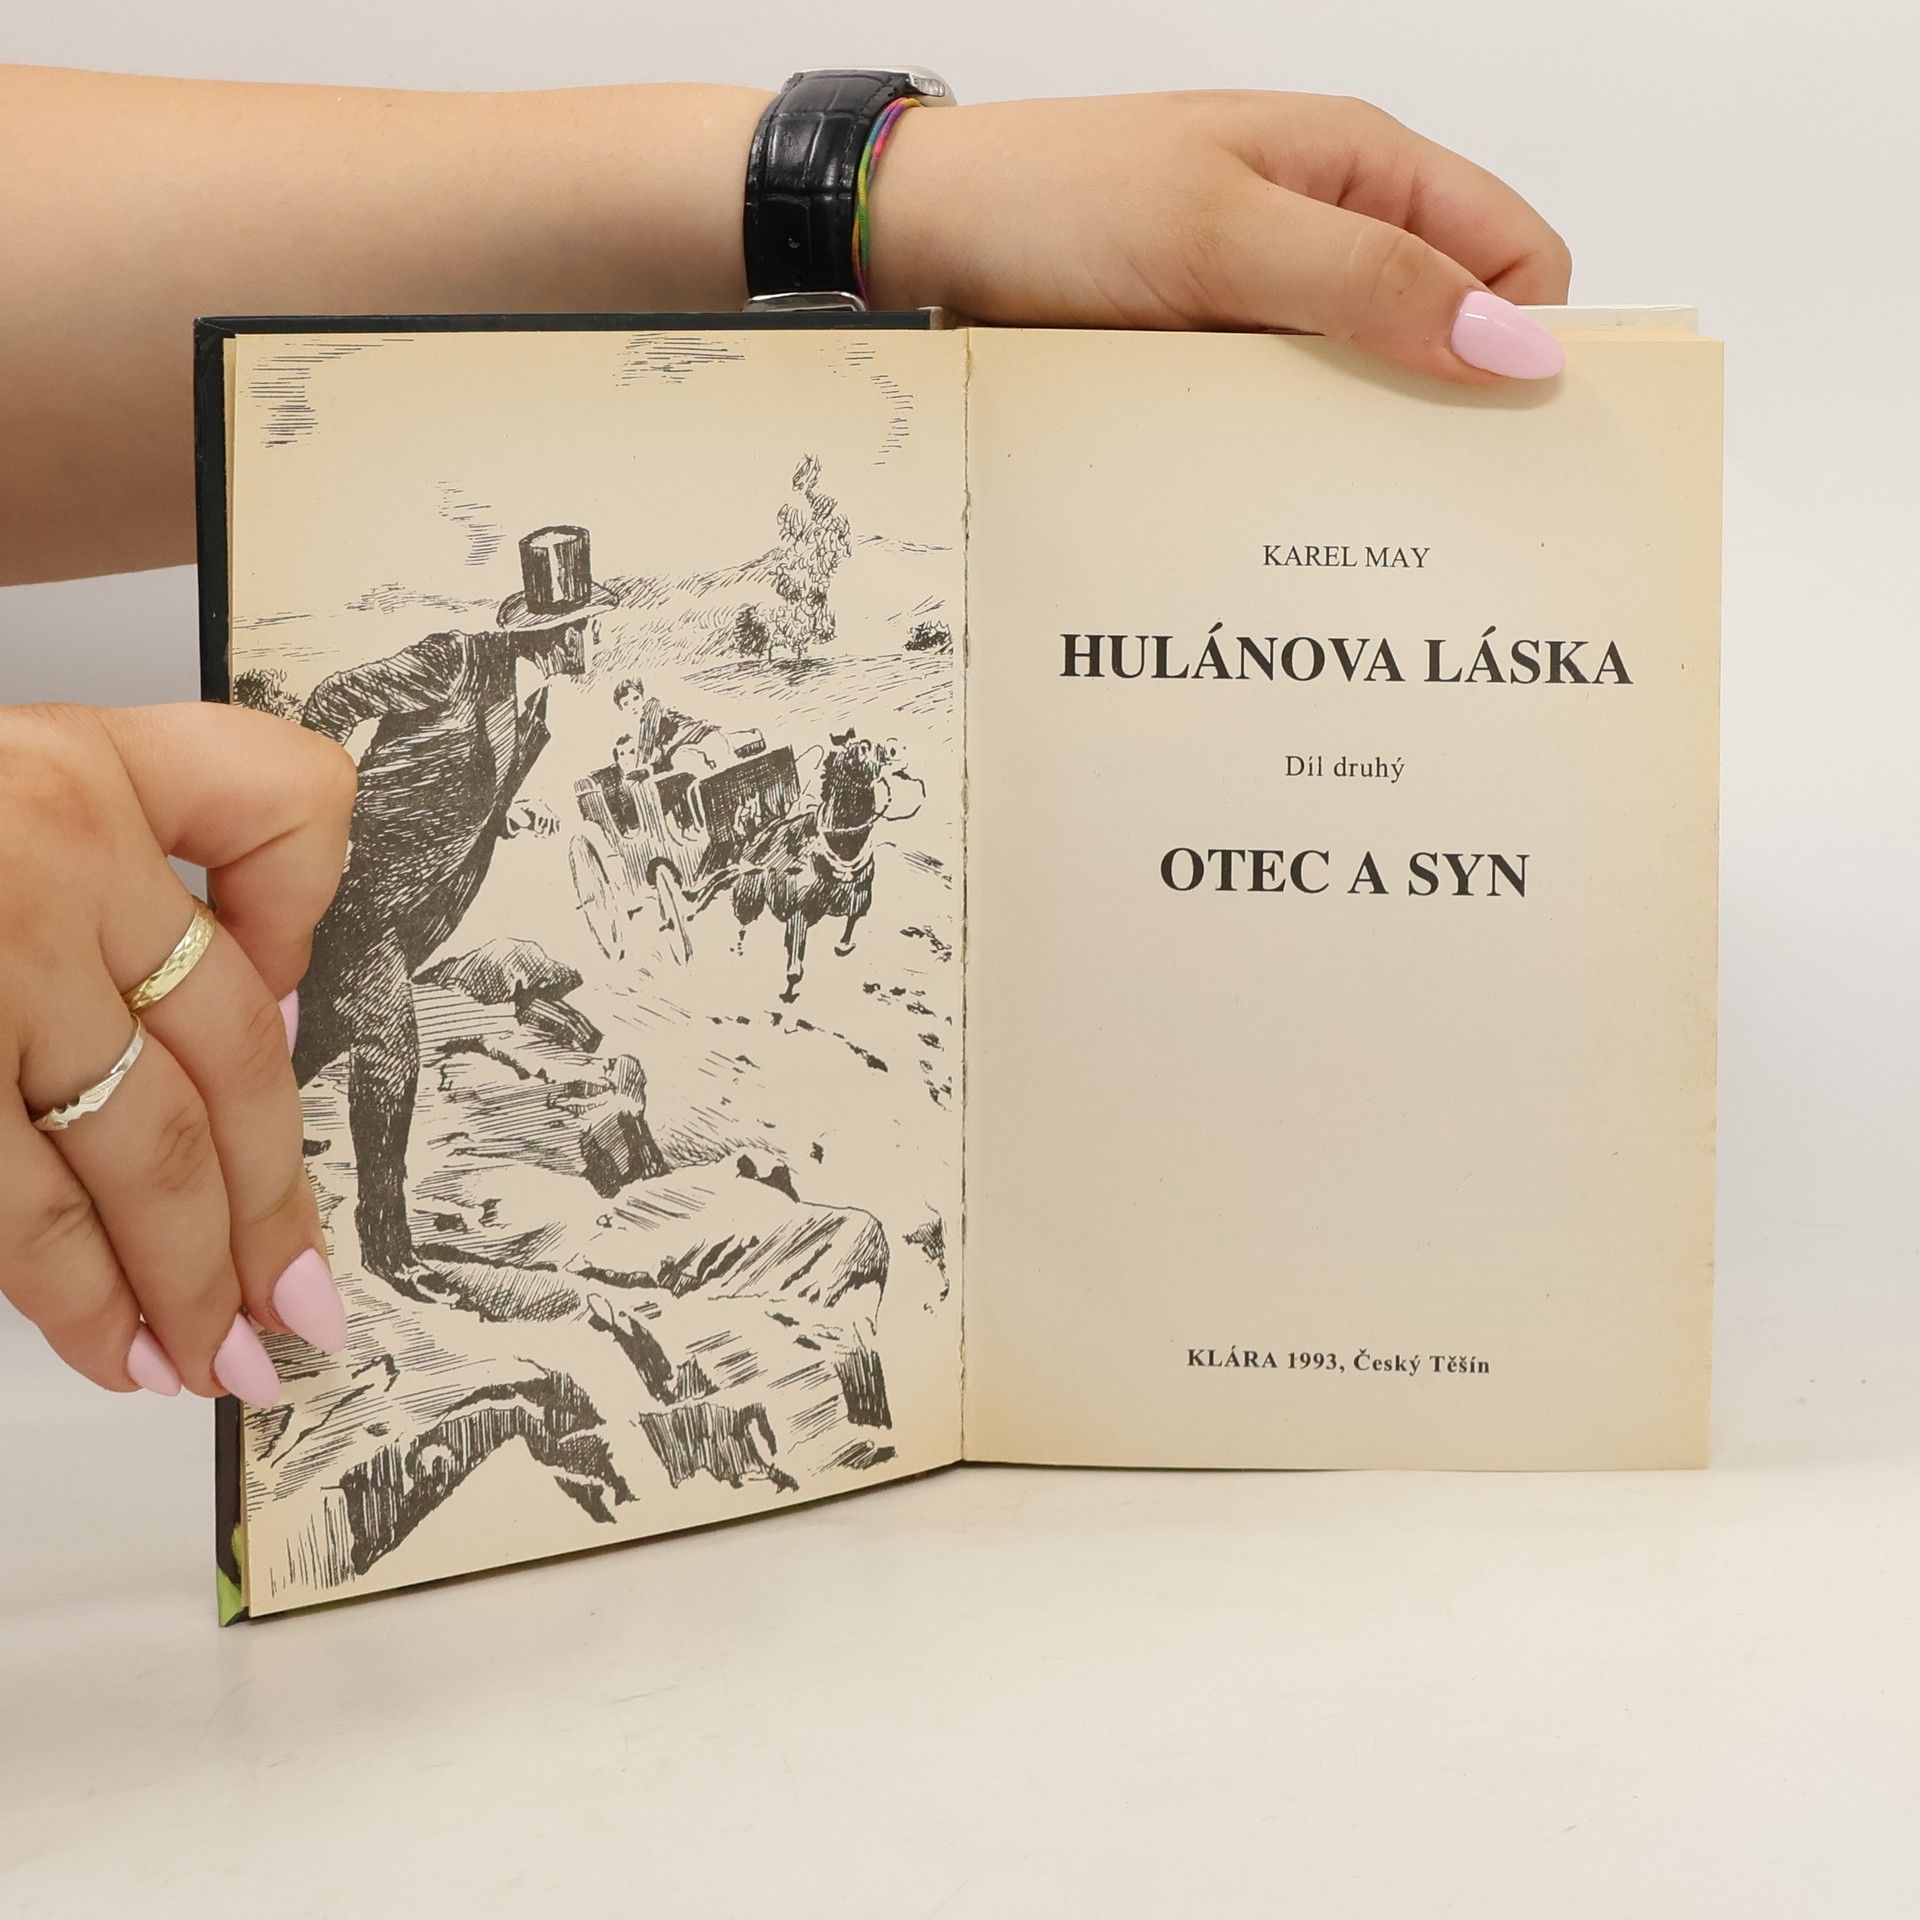 KAREL MAY
HULÁNOVA LÁSKA
Díl druhý
OTEC A SYN
KLÁRA 1993, Český Těšín